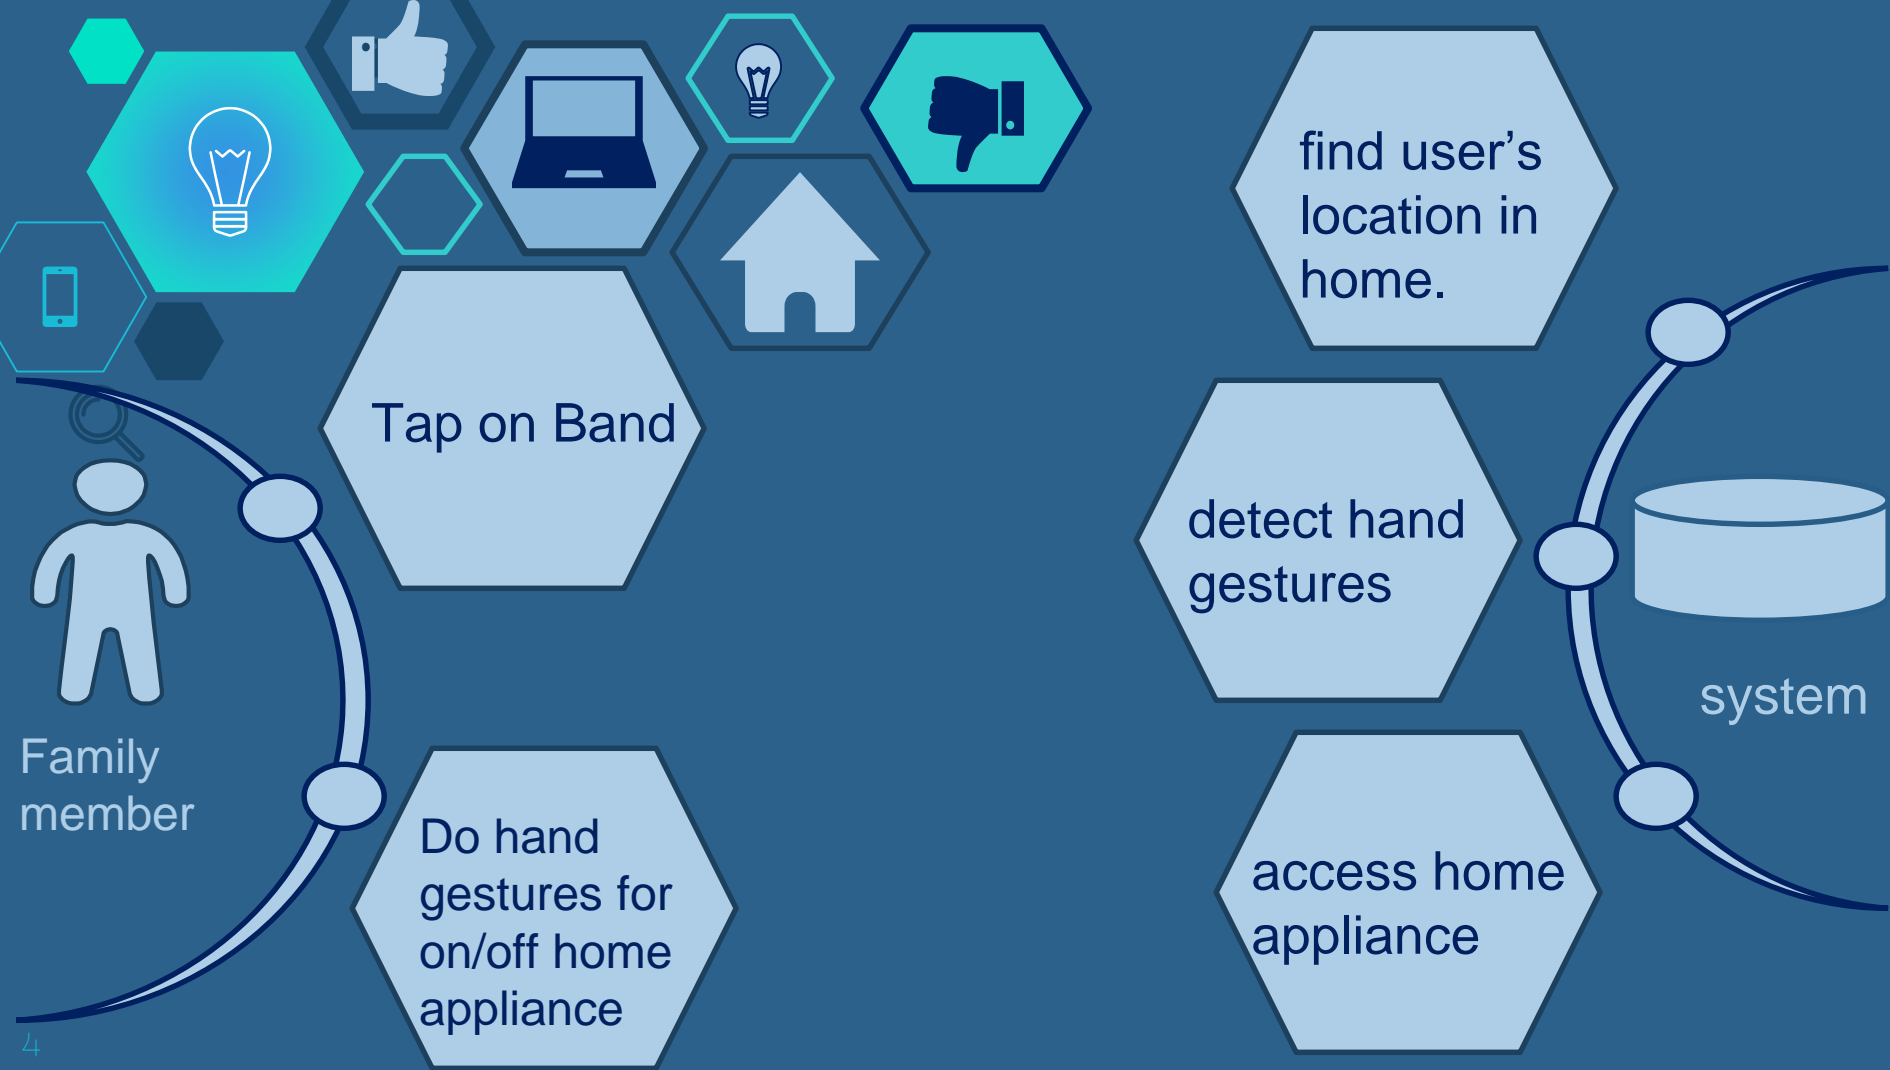 Tap on Band
Family
member
Do hand
gestures for
on/off home
appliance
find user’s
location in
home.
detect hand
gestures
system
access home
appliance
4